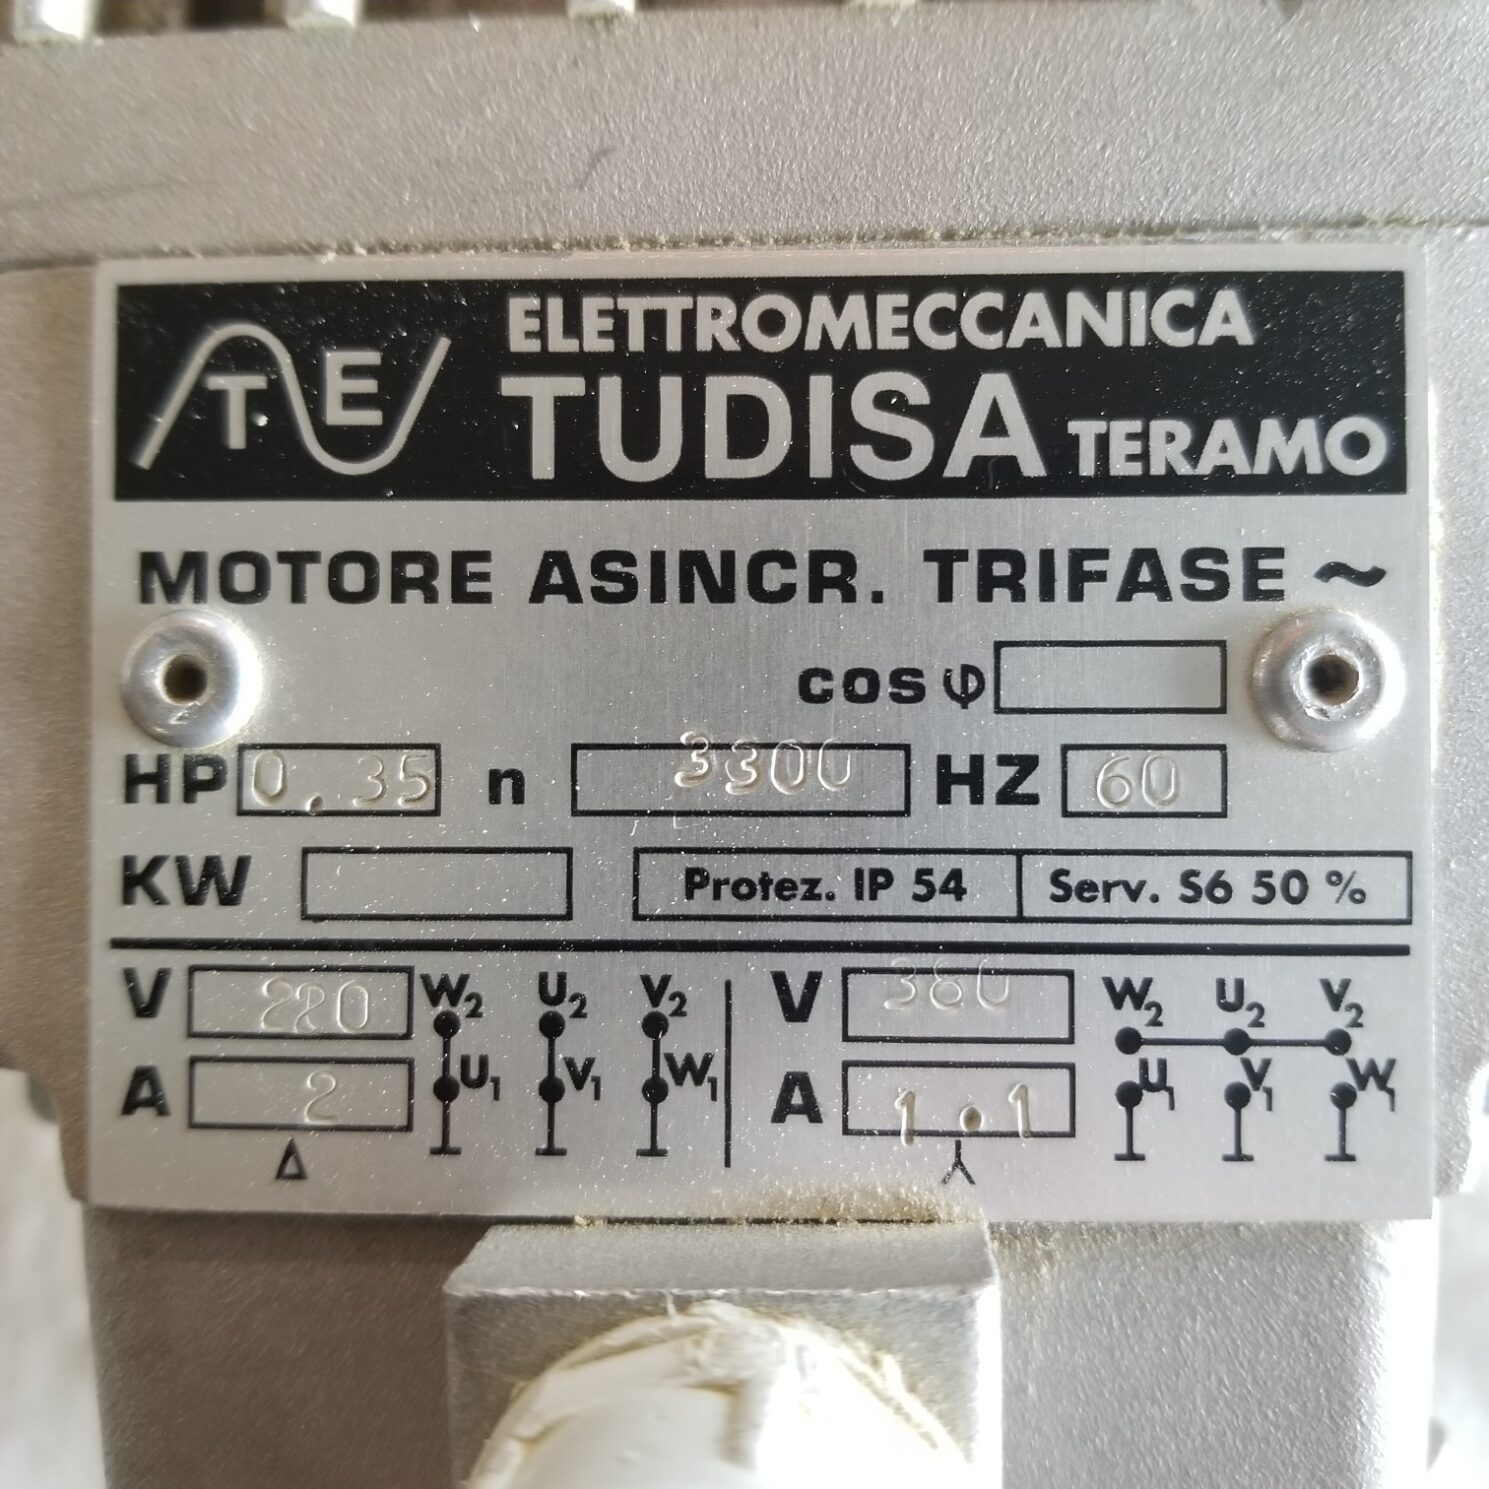 TE
ELETTROMECCANICA
TUDISA TERAMO
MOTORE ASINCR. TRIFASE ~
cos φ
HP 0.35 n 3300 HZ 60
KW Protez. IP 54 Serv. S6 50 %
V 220 W2 U2 V2 V 380 W2 U2 V2
A 2 U1 V1 W1 A 1.1 U1 V1 W1
Δ